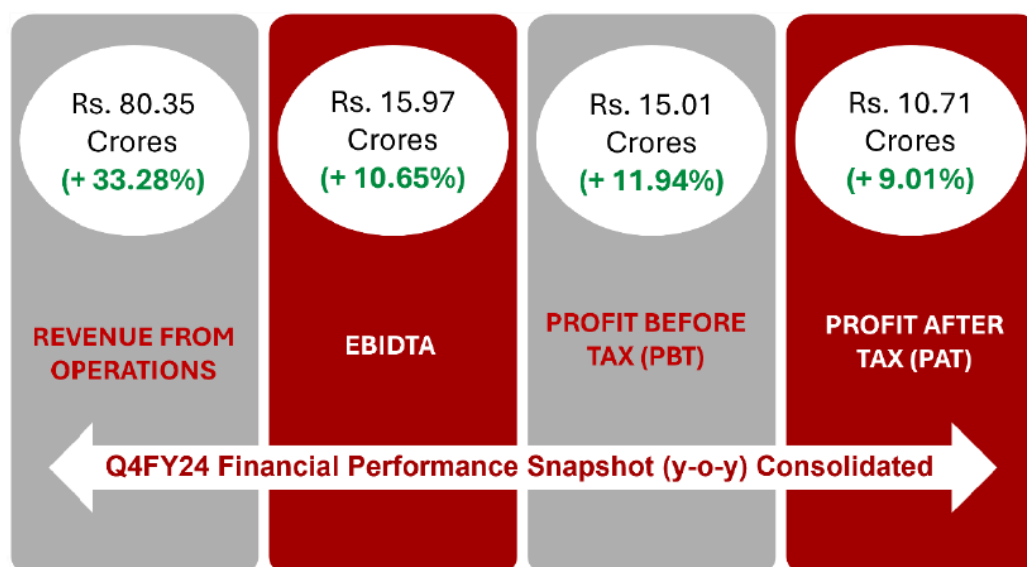 Rs. 80.35
Crores
(+ 33.28%)
REVENUE FROM
OPERATIONS
Rs. 15.97
Crores
(+ 10.65%)
EBIDTA
Rs. 15.01
Crores
(+ 11.94%)
PROFIT BEFORE
TAX (PBT)
Rs. 10.71
Crores
(+ 9.01%)
PROFIT AFTER
TAX (PAT)
Q4FY24 Financial Performance Snapshot (y-o-y) Consolidated